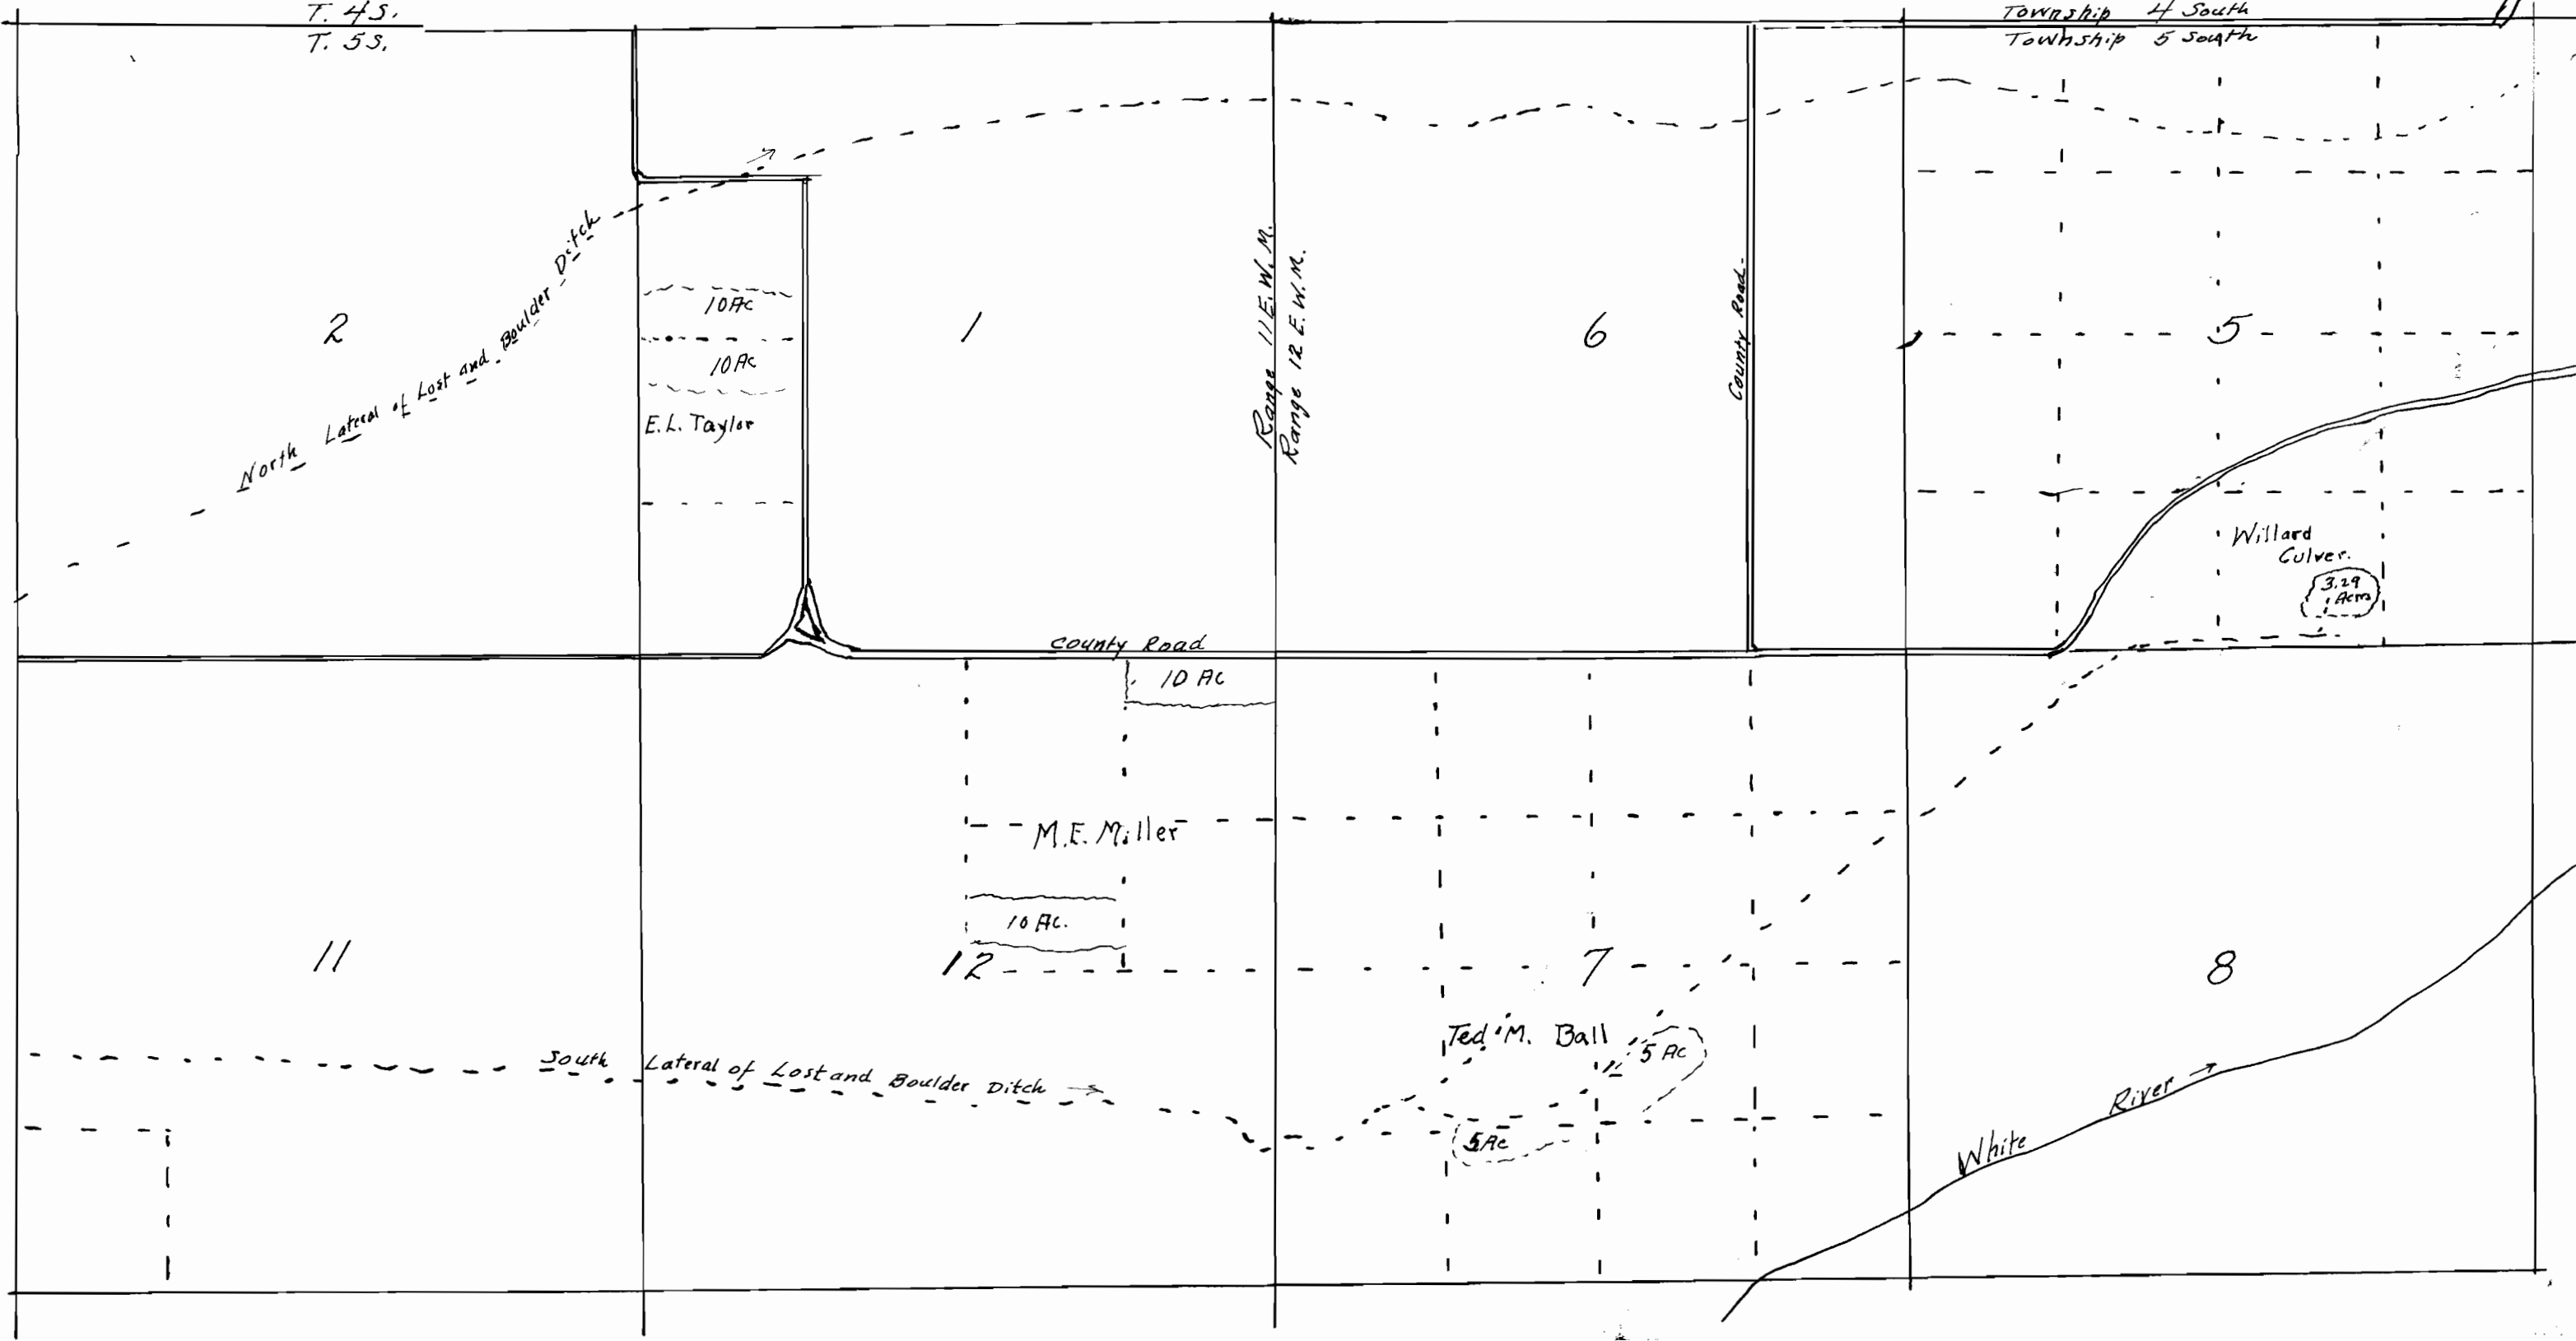 T. 4S.
T. 5S.
Township 4 South
Township 5 South
2
North Lateral of Lost and Boulder Ditch
10 Ac
10 Ac
E.L. Taylor
1
Range 11 E. W. M.
Range 12 E. W. M.
6
County Road
5
Willard
Culver.
3.29
Acres
County Road
10 AC
M.E. Miller
10 AC.
11
12
7
8
Ted M. Ball
5 Ac
5 Ac
South Lateral of Lost and Boulder Ditch
White River